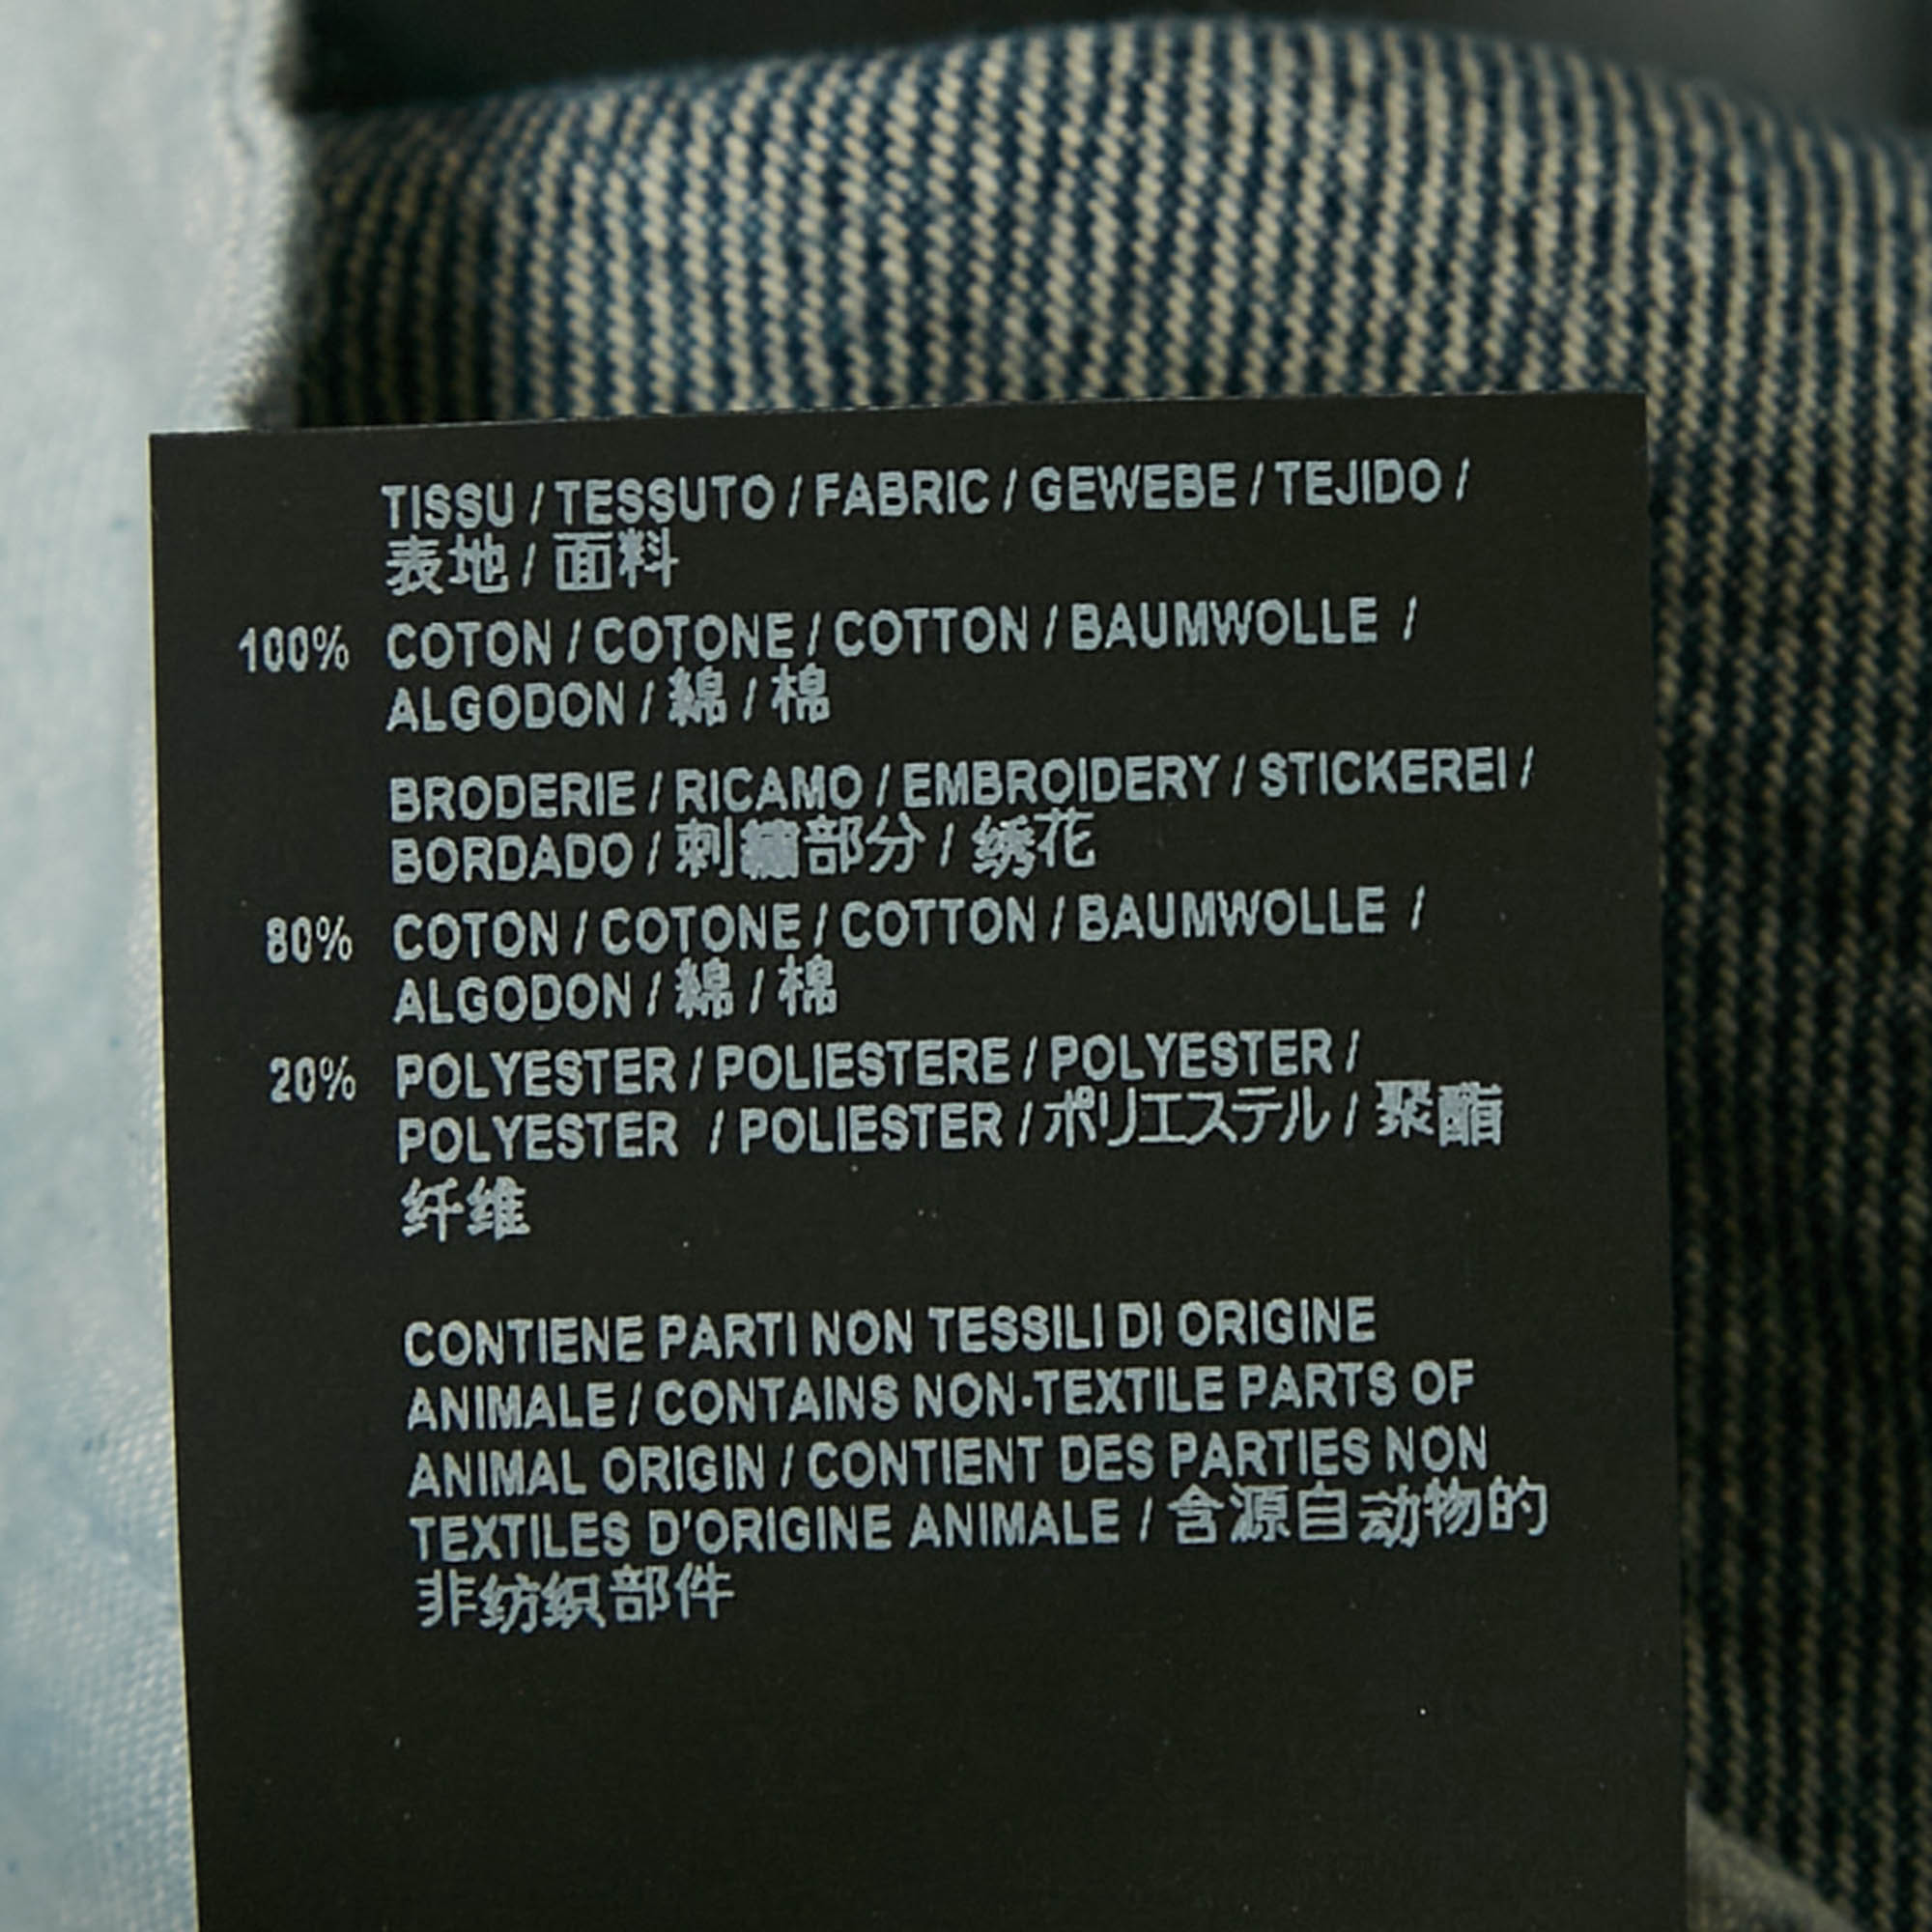 TISSU / TESSUTO / FABRIC / GEWEBE / TEJIDO /
表地 / 面料
100% COTON / COTONE / COTTON / BAUMWOLLE /
ALGODON / 綿 / 棉
BRODERIE / RICAMO / EMBROIDERY / STICKEREI /
BORDADO / 刺繍部分 / 绣花
80% COTON / COTONE / COTTON / BAUMWOLLE /
ALGODON / 綿 / 棉
20% POLYESTER / POLIESTERE / POLYESTER /
POLYESTER / POLIESTER / ポリエステル / 聚酯
纤维
CONTIENE PARTI NON TESSILI DI ORIGINE
ANIMALE / CONTAINS NON-TEXTILE PARTS OF
ANIMAL ORIGIN / CONTIENT DES PARTIES NON
TEXTILES D'ORIGINE ANIMALE / 含源自动物的
非纺织部件